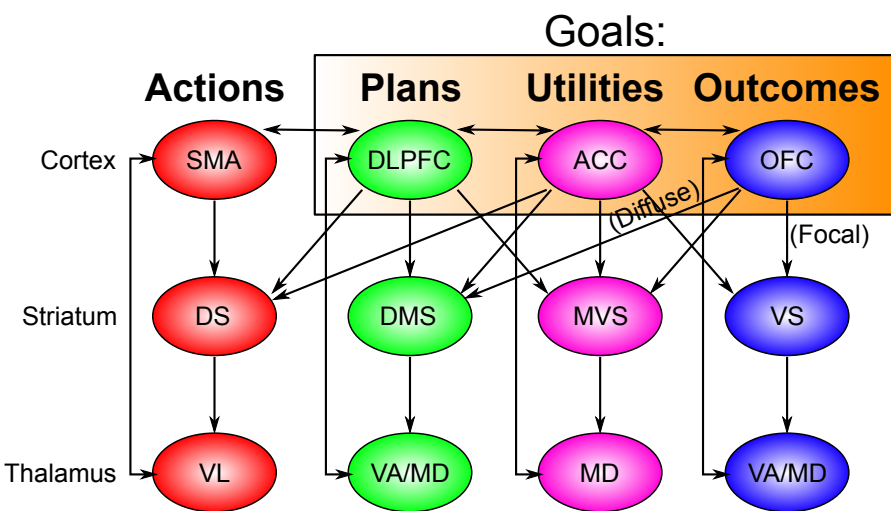 Goals:
Actions Plans Utilities Outcomes
Cortex SMA DLPFC ACC OFC
(Diffuse)
(Focal)
Striatum DS DMS MVS VS
Thalamus VL VA/MD MD VA/MD